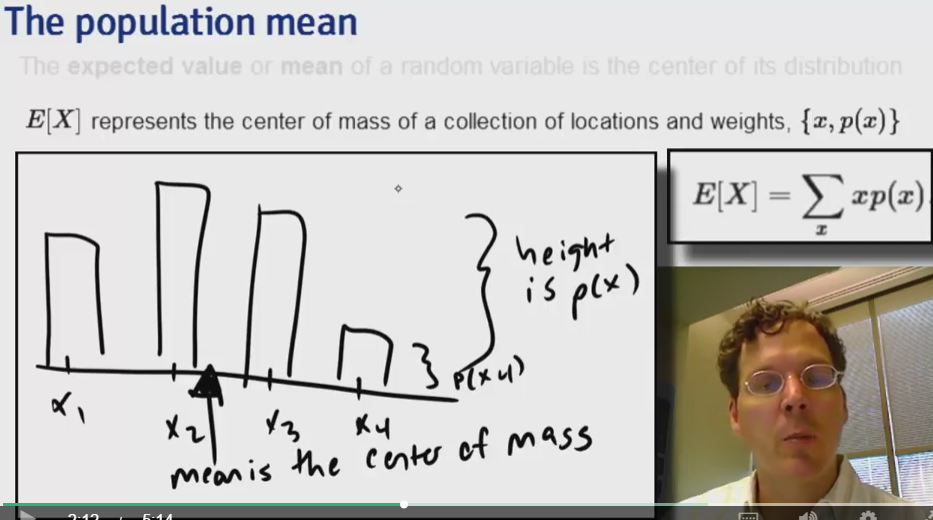 The population mean
The expected value or mean of a random variable is the center of its distribution
E[X] represents the center of mass of a collection of locations and weights, {x, p(x)}
E[X] = ∑ₓ xp(x).
height
is p(x)
p(x4)
x1
x2
x3
x4
mean is the center of mass
2:12 / 5:14